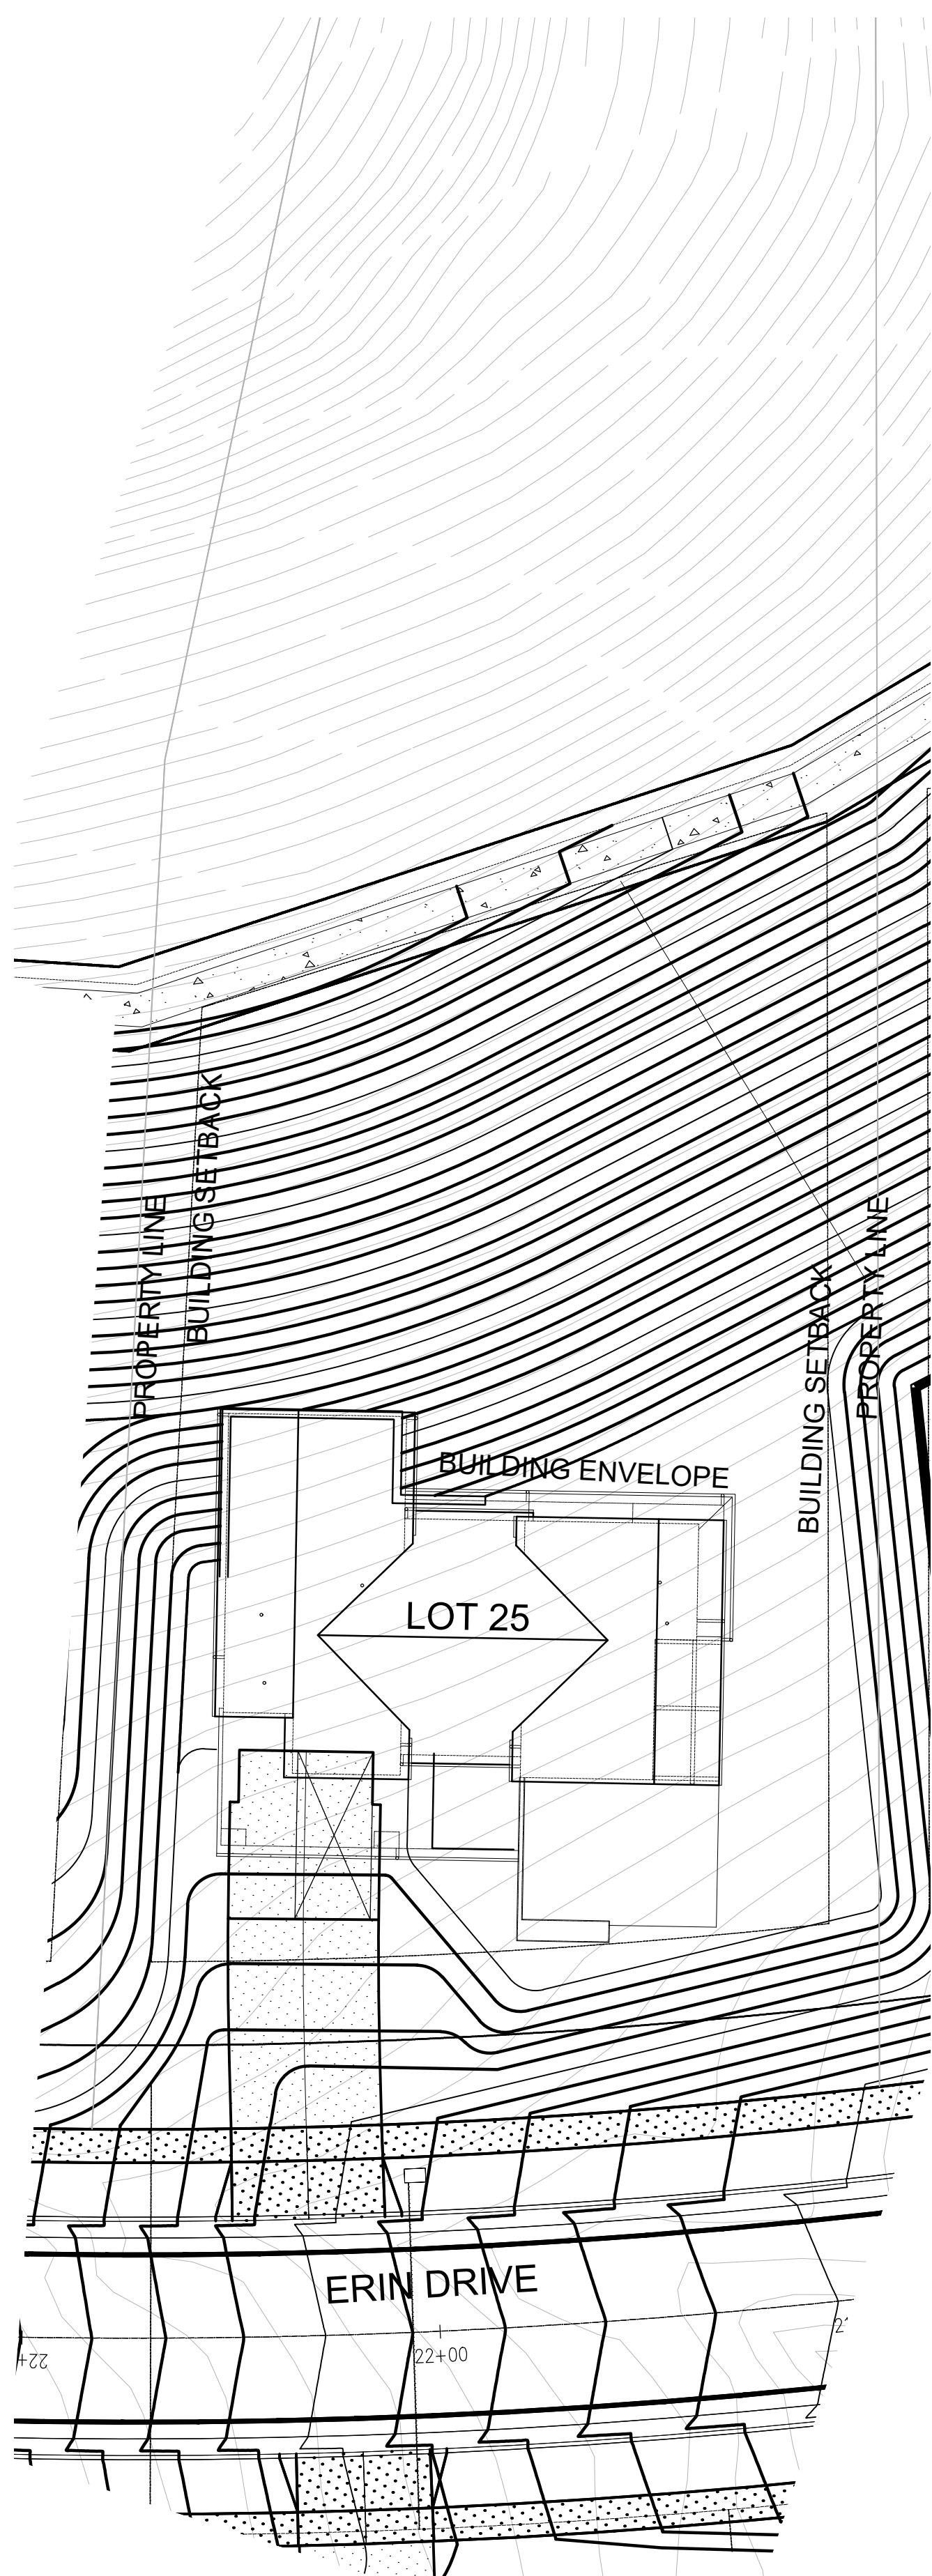 PROPERTY LINE
BUILDING SETBACK
BUILDING SETBACK
PROPERTY LINE
BUILDING ENVELOPE
LOT 25
ERIN DRIVE
22+00